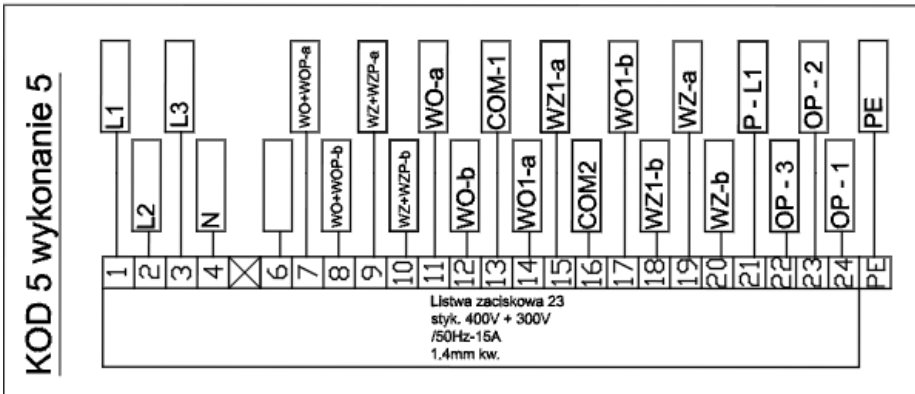 KOD 5 wykonanie 5
L1
L2
L3
N
WO+WOP-a
WO+WOP-b
WZ+WZP-a
WZ+WZP-b
WO-a
WO-b
COM-1
WO1-a
WZ1-a
COM2
WO1-b
WZ1-b
WZ-a
WZ-b
P - L1
OP - 3
OP - 2
OP - 1
PE
1 2 3 4 6 7 8 9 10 11 12 13 14 15 16 17 18 19 20 21 22 23 24 PE
Listwa zaciskowa 23
styk. 400V + 300V
/50Hz-15A
1.4mm kw.